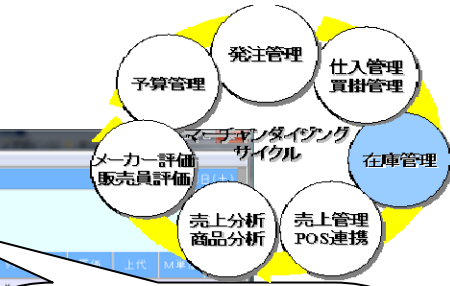 発注管理
予算管理
仕入管理
買掛管理
マーチャンダイジング
サイクル
メーカー評価
販売員評価
在庫管理
売上分析
商品分析
売上管理
POS連携
上代